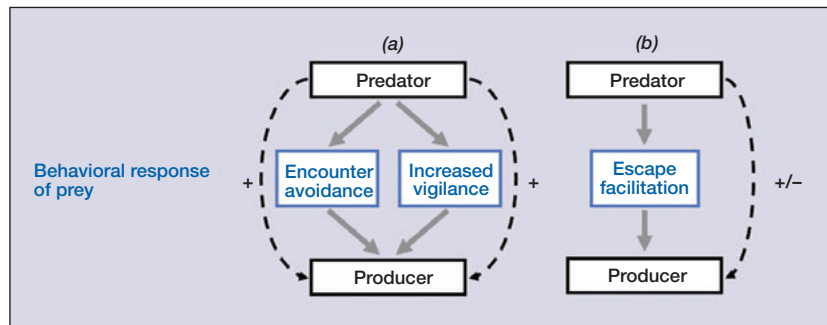 (a)
(b)
Predator
Predator
Behavioral response
of prey
+
Encounter
avoidance
Increased
vigilance
+
Escape
facilitation
+/–
Producer
Producer